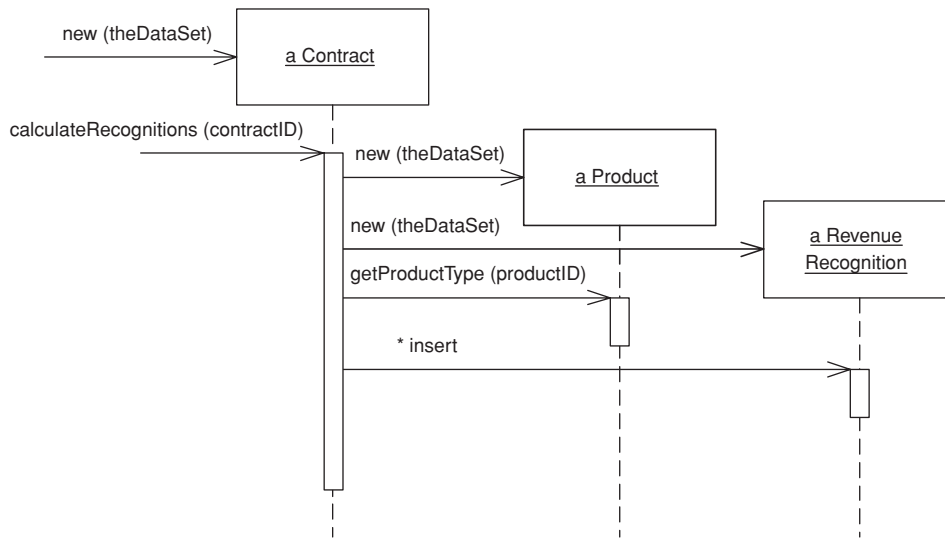 new (theDataSet)
a Contract
calculateRecognitions (contractID)
new (theDataSet)
a Product
new (theDataSet)
a Revenue
Recognition
getProductType (productID)
* insert